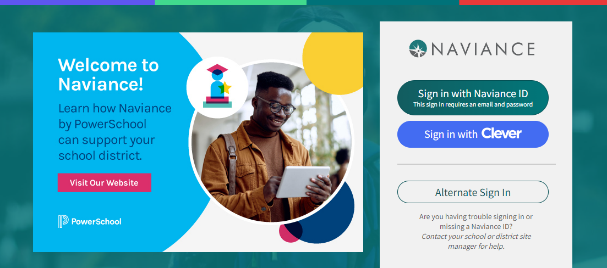 Welcome to
Naviance!
Learn how Naviance
by PowerSchool
can support your
school district.
Visit Our Website
PowerSchool
NAVIANCE
Sign in with Naviance ID
This sign in requires an email and password
Sign in with Clever
Alternate Sign In
Are you having trouble signing in or
missing a Naviance ID?
Contact your school or district site
manager for help.